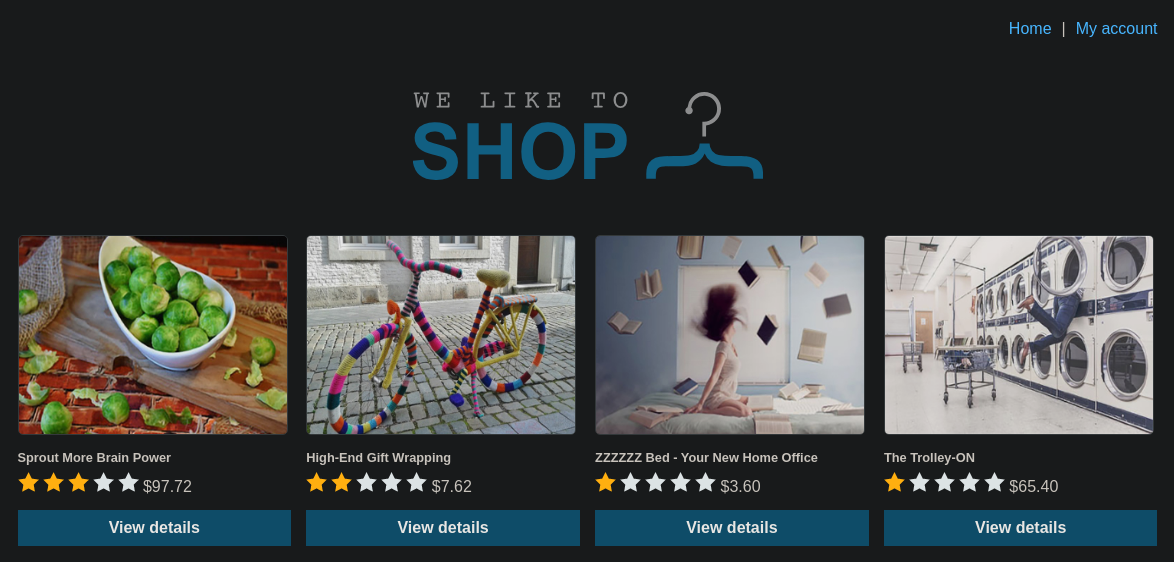 Home | My account
WE LIKE TO
SHOP
Sprout More Brain Power
$97.72
View details
High-End Gift Wrapping
$7.62
View details
ZZZZZZ Bed - Your New Home Office
$3.60
View details
The Trolley-ON
$65.40
View details